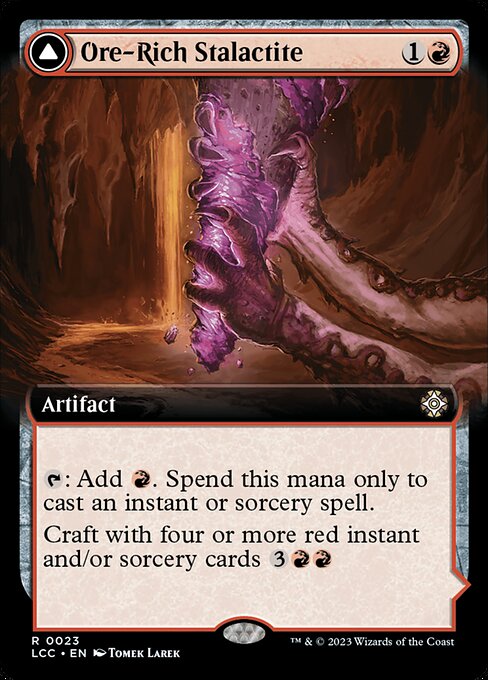 Ore-Rich Stalactite 1
Artifact
: Add . Spend this mana only to
cast an instant or sorcery spell.
Craft with four or more red instant
and/or sorcery cards 3
R 0023
LCC • EN Tomek Larek
™ & © 2023 Wizards of the Coast